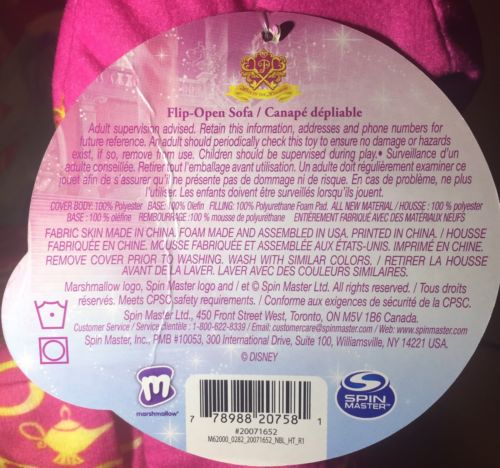 Flip-Open Sofa / Canapé dépliable
Adult supervision advised. Retain this information, addresses and phone numbers for
future reference. An adult should periodically check this toy to ensure no damage or hazards
exist, if so, remove from use. Children should be supervised during play.• Surveillance d'un
adulte conseillée. Retirer tout l'emballage avant utilisation. Un adulte doit régulièrement examiner ce
jouet afin de s'assurer qu'il ne présente pas de dommage ni de risque. En cas de problème, ne plus
l'utiliser. Les enfants doivent être surveillés lorsqu'ils jouent.
COVER BODY: 100% Polyester BASE: 100% Olefin FILLING: 100% Polyurethane Foam Pad. ALL NEW MATERIAL / HOUSSE : 100 % polyester
BASE : 100 % oléfine REMBOURRAGE :100 % mousse de polyuréthane ENTIÈREMENT FABRIQUÉ AVEC DES MATÉRIAUX NEUFS
FABRIC SKIN MADE IN CHINA. FOAM MADE AND ASSEMBLED IN USA. PRINTED IN CHINA. / HOUSSE
FABRIQUÉE EN CHINE. MOUSSE FABRIQUÉE ET ASSEMBLÉE AUX ÉTATS-UNIS. IMPRIMÉ EN CHINE.
REMOVE COVER PRIOR TO WASHING. WASH WITH SIMILAR COLORS. / RETIRER LA HOUSSE
AVANT DE LA LAVER. LAVER AVEC DES COULEURS SIMILAIRES.
Marshmallow logo, Spin Master logo and / et © Spin Master Ltd. All rights reserved. / Tous droits
réservés. Meets CPSC safety requirements. / Conforme aux exigences de sécurité de la CPSC.
Spin Master Ltd., 450 Front Street West, Toronto, ON M5V 1B6 Canada.
Customer Service / Service clientèle : 1-800-622-8339 / Email: customercare@spinmaster.com / Web: www.spinmaster.com
Spin Master, Inc., PMB #10053, 300 International Drive, Suite 100, Williamsville, NY 14221 USA.
© DISNEY
m
marshmallow
SPIN
MASTER
7 78988 20758 1
#20071652
M62000_0282_20071652_NBL_HT_R1